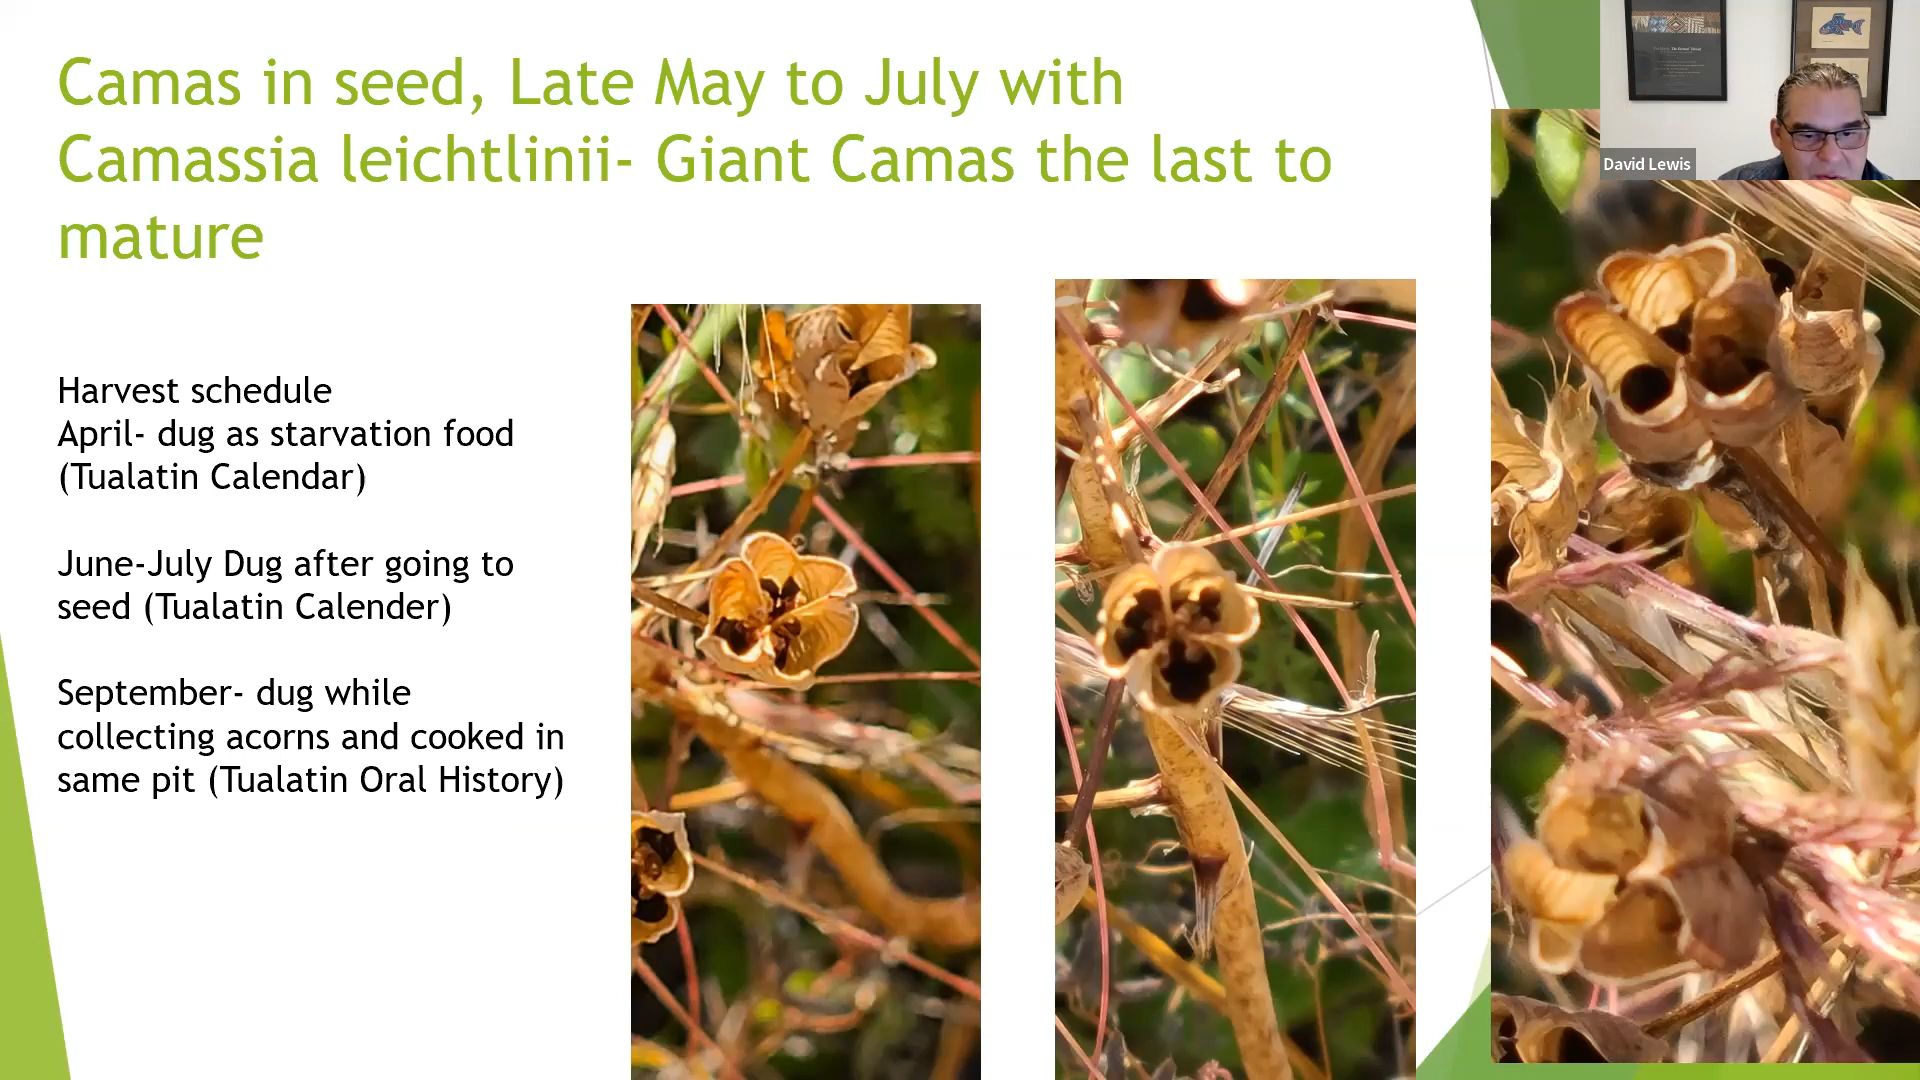 Camas in seed, Late May to July with
Camassia leichtlinii- Giant Camas the last to
mature
Harvest schedule
April- dug as starvation food
(Tualatin Calendar)
June-July Dug after going to
seed (Tualatin Calender)
September- dug while
collecting acorns and cooked in
same pit (Tualatin Oral History)
David Lewis